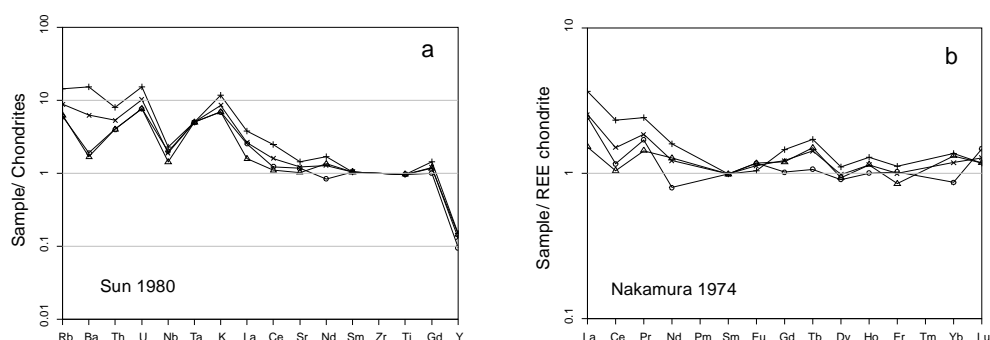 100
10
1
0.1
0.01
Sample/ Chondrites
a
Sun 1980
Rb Ba Th U Nb Ta K La Ce Sr Nd Sm Zr Ti Gd Y
10
1
0.1
Sample/ REE chondrite
b
Nakamura 1974
La Ce Pr Nd Pm Sm Eu Gd Tb Dy Ho Er Tm Yb Lu